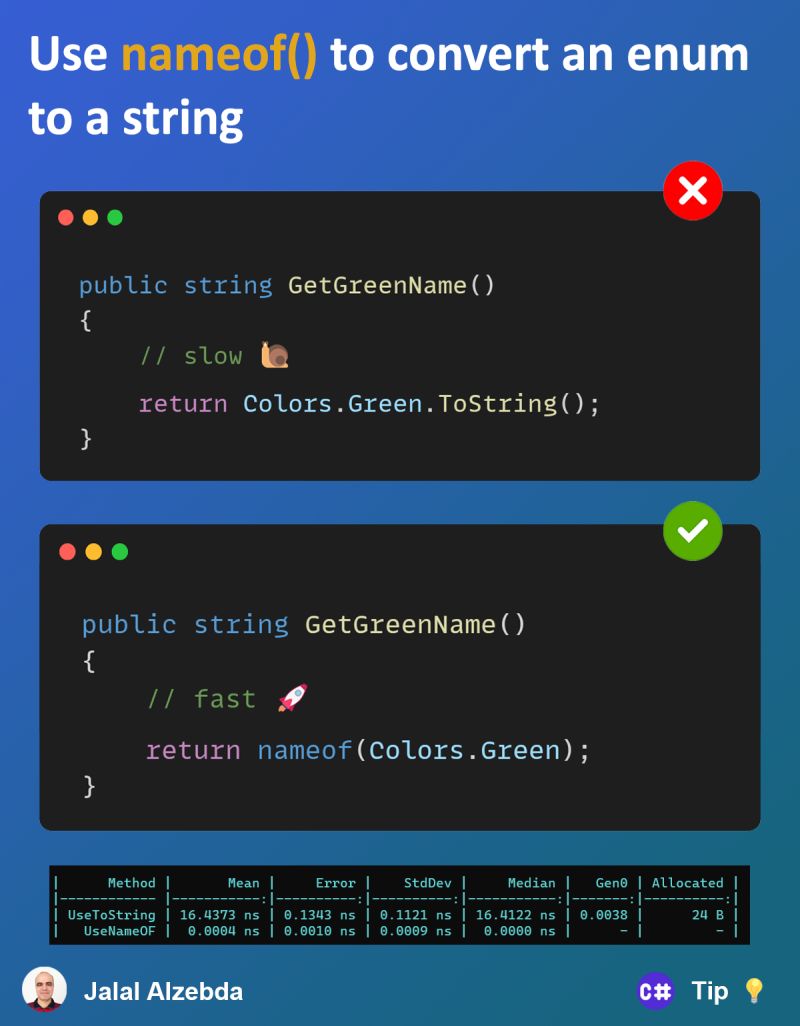 Use nameof() to convert an enum
to a string
public string GetGreenName()
{
// slow 🐌
return Colors.Green.ToString();
}
public string GetGreenName()
{
// fast 🚀
return nameof(Colors.Green);
}
| Method | Mean | Error | StdDev | Median | Gen0 | Allocated |
|------------ |-----------:|----------:|----------:|-----------:|-------:|----------:|
| UseToString | 16.4373 ns | 0.1343 ns | 0.1121 ns | 16.4122 ns | 0.0038 | 24 B |
| UseNameOF | 0.0004 ns | 0.0010 ns | 0.0009 ns | 0.0000 ns | - | - |
Jalal Alzebda
C# Tip 💡